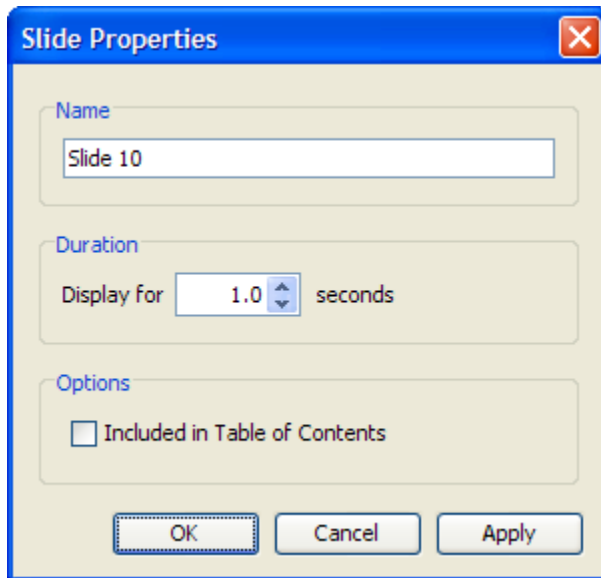 Slide Properties
Name
Slide 10
Duration
Display for 1.0 seconds
Options
Included in Table of Contents
OK Cancel Apply